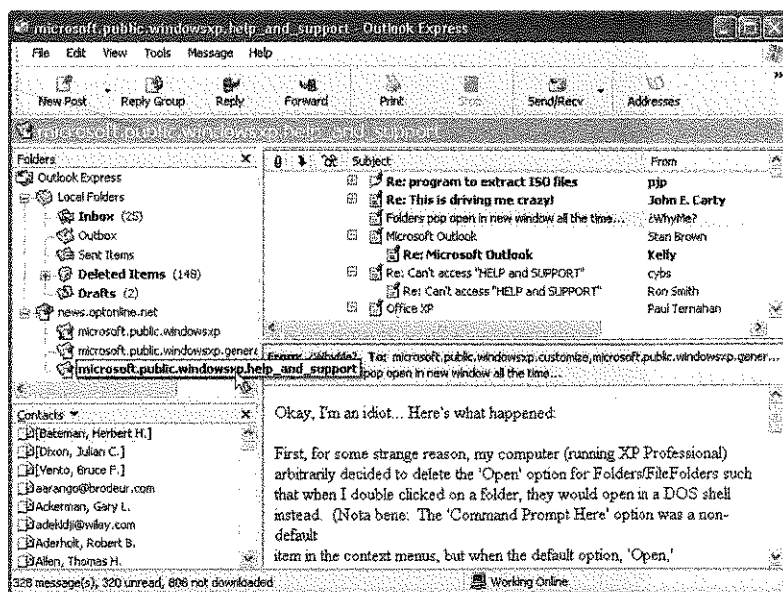 microsoft.public.windowsxp.help_and_support - Outlook Express
File Edit View Tools Message Help
New Post Reply Group Reply Forward Print Stop Send/Recv Addresses
microsoft.public.windowsxp.help_and_support
Folders
Outlook Express
Local Folders
Inbox (25)
Outbox
Sent Items
Deleted Items (148)
Drafts (2)
news.optonline.net
microsoft.public.windowsxp
microsoft.public.windowsxp.genera
microsoft.public.windowsxp.help_and_support
Contacts
[Bateman, Herbert H.]
[Dixon, Julian C.]
[Vento, Bruce F.]
aarango@brodeur.com
Ackerman, Gary L.
adekldji@wiley.com
Aderholt, Robert B.
Allen, Thomas H.
Subject From
Re: program to extract ISO files pjp
Re: This is driving me crazy! John E. Carty
Folders pop open in new window all the time... ¿WhyMe?
Microsoft Outlook Stan Brown
Re: Microsoft Outlook Kelly
Re: Can't access "HELP and SUPPORT" cybs
Re: Can't access "HELP and SUPPORT" Ron Smith
Office XP Paul Ternahan
From: ¿WhyMe? To: microsoft.public.windowsxp.customize,microsoft.public.windowsxp.gener...
pop open in new window all the time...
Okay, I'm an idiot... Here's what happened:
First, for some strange reason, my computer (running XP Professional)
arbitrarily decided to delete the 'Open' option for Folders/FileFolders such
that when I double clicked on a folder, they would open in a DOS shell
instead. (Nota bene: The 'Command Prompt Here' option was a non-
default
item in the context menus, but when the default option, 'Open,'
328 message(s), 320 unread, 806 not downloaded Working Online